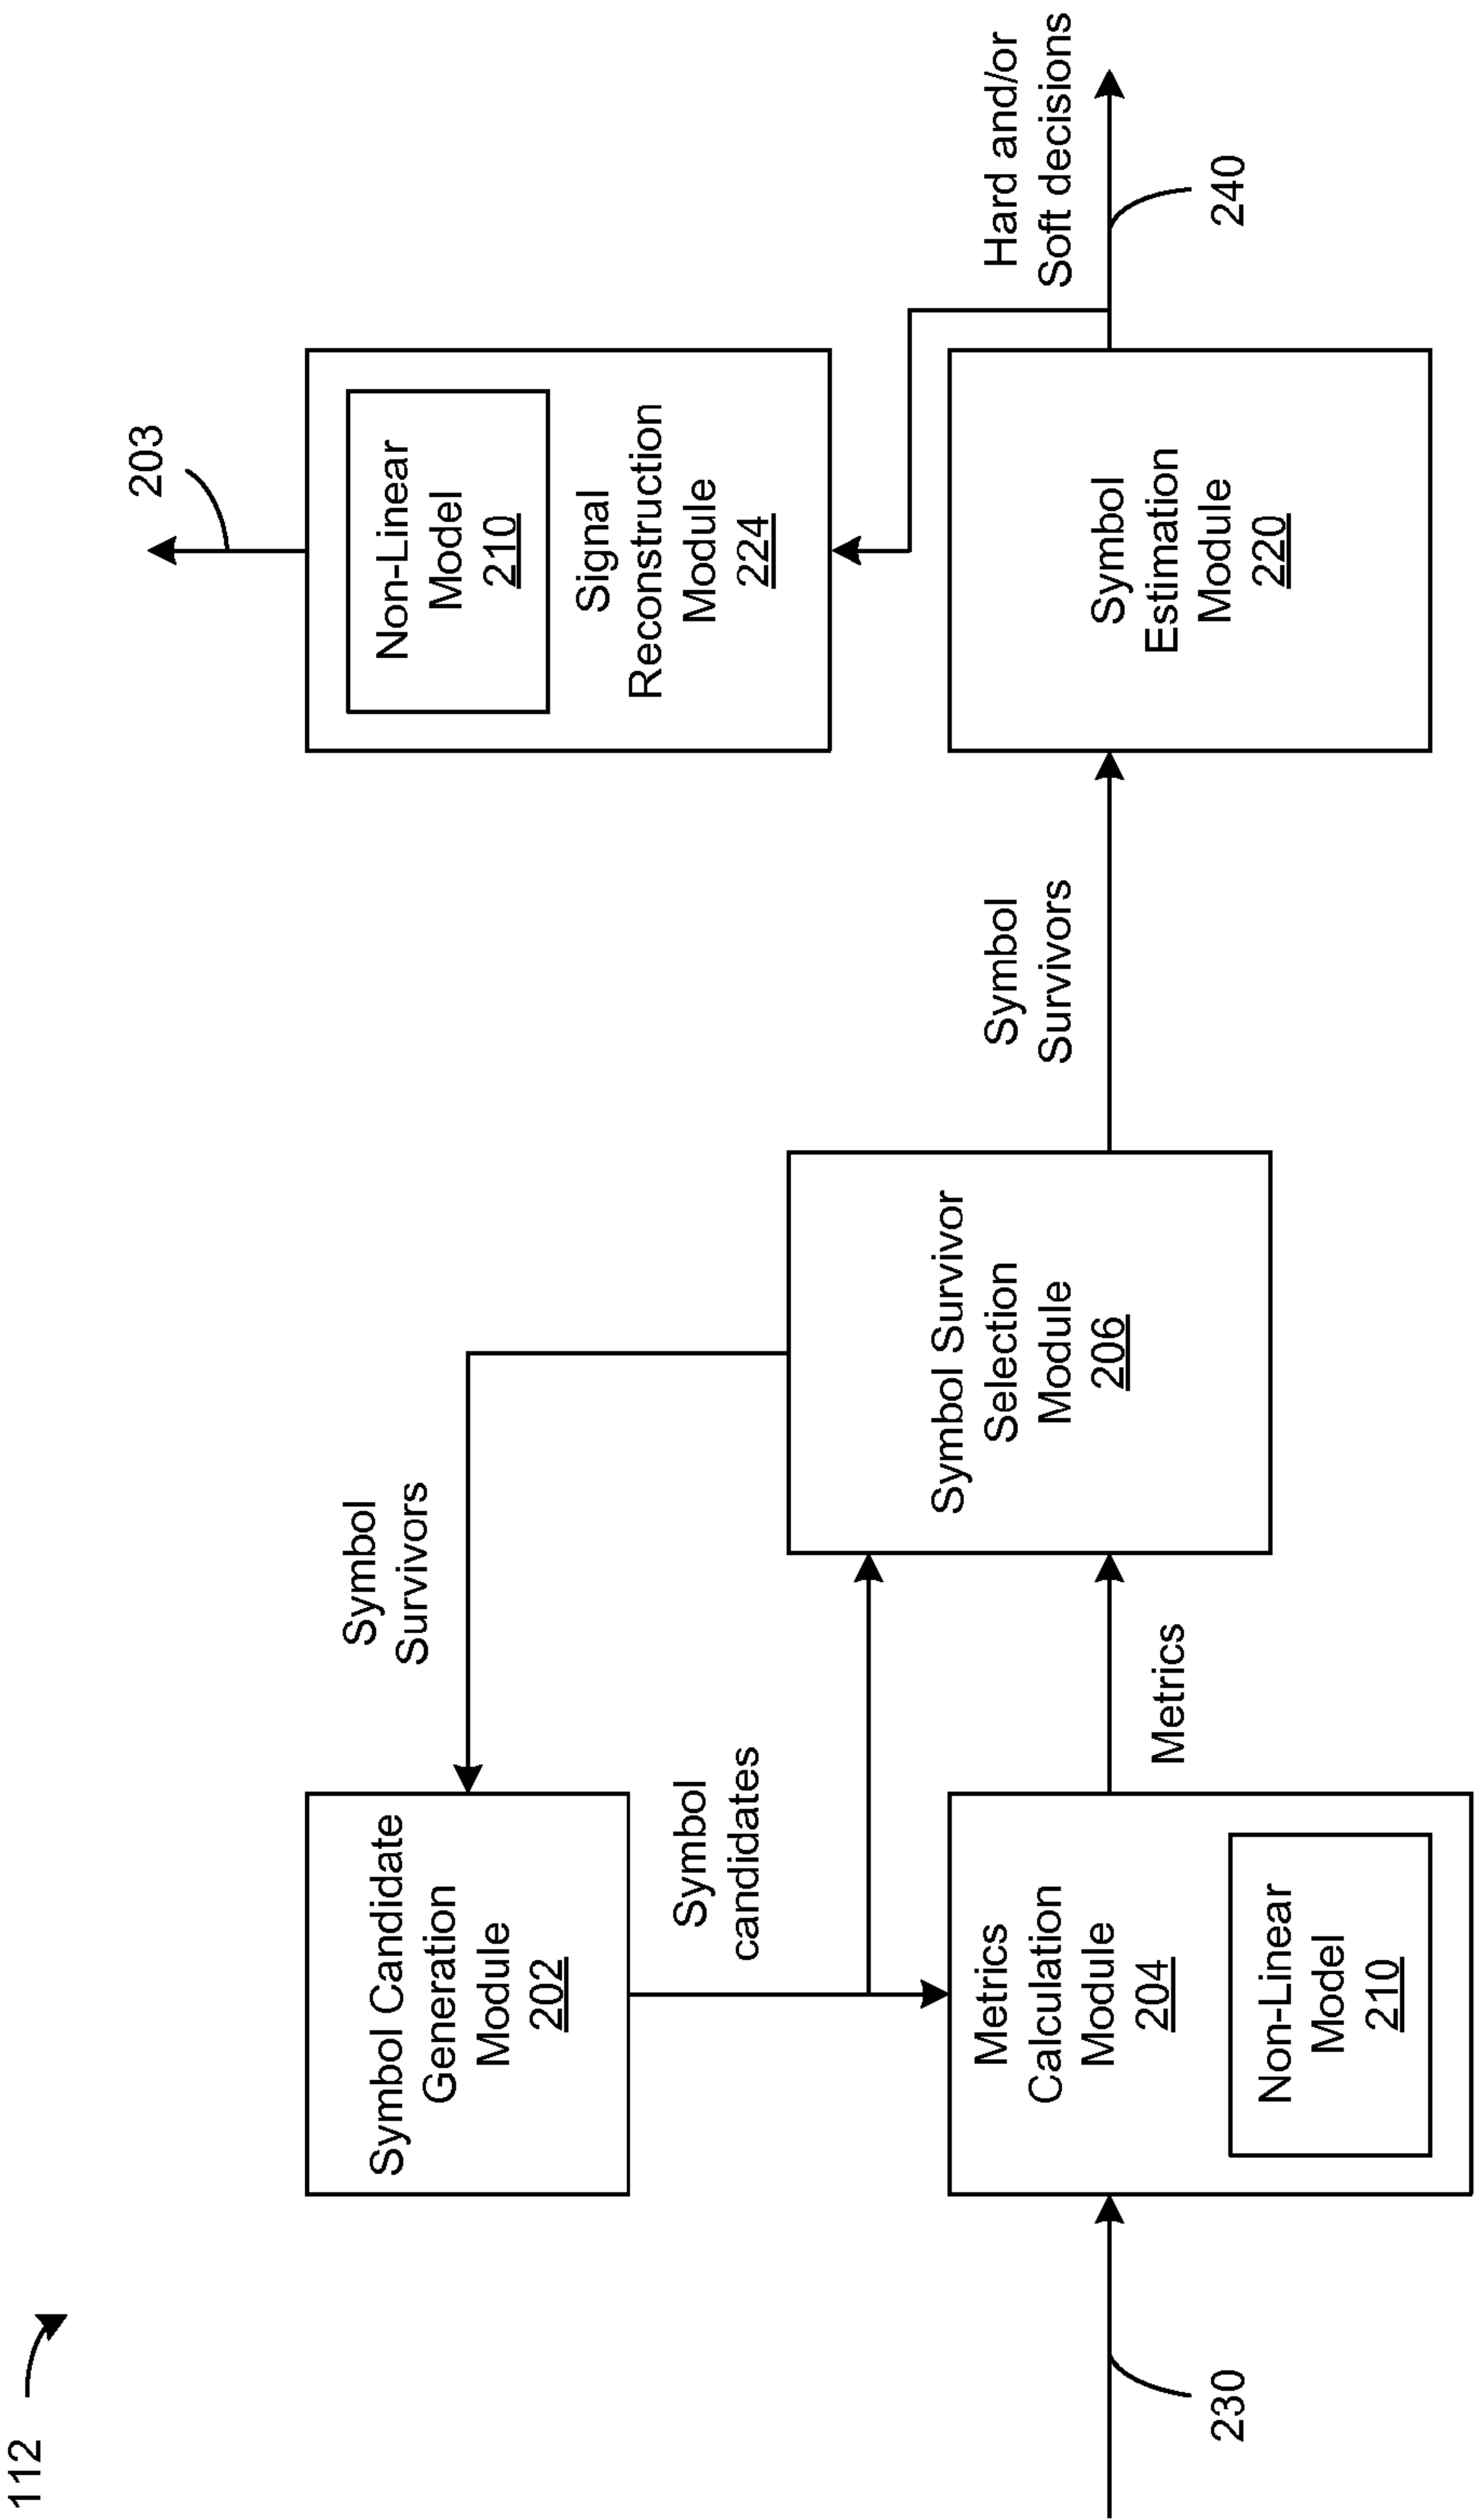 112
203
Symbol Candidate
Generation
Module
202
Symbol
Survivors
Non-Linear
Model
210
Signal
Reconstruction
Module
224
Symbol
candidates
Symbol Survivor
Selection
Module
206
Symbol
Survivors
Hard and/or
Soft decisions
Metrics
Calculation
Module
204
Non-Linear
Model
210
Metrics
Symbol
Estimation
Module
220
230
240